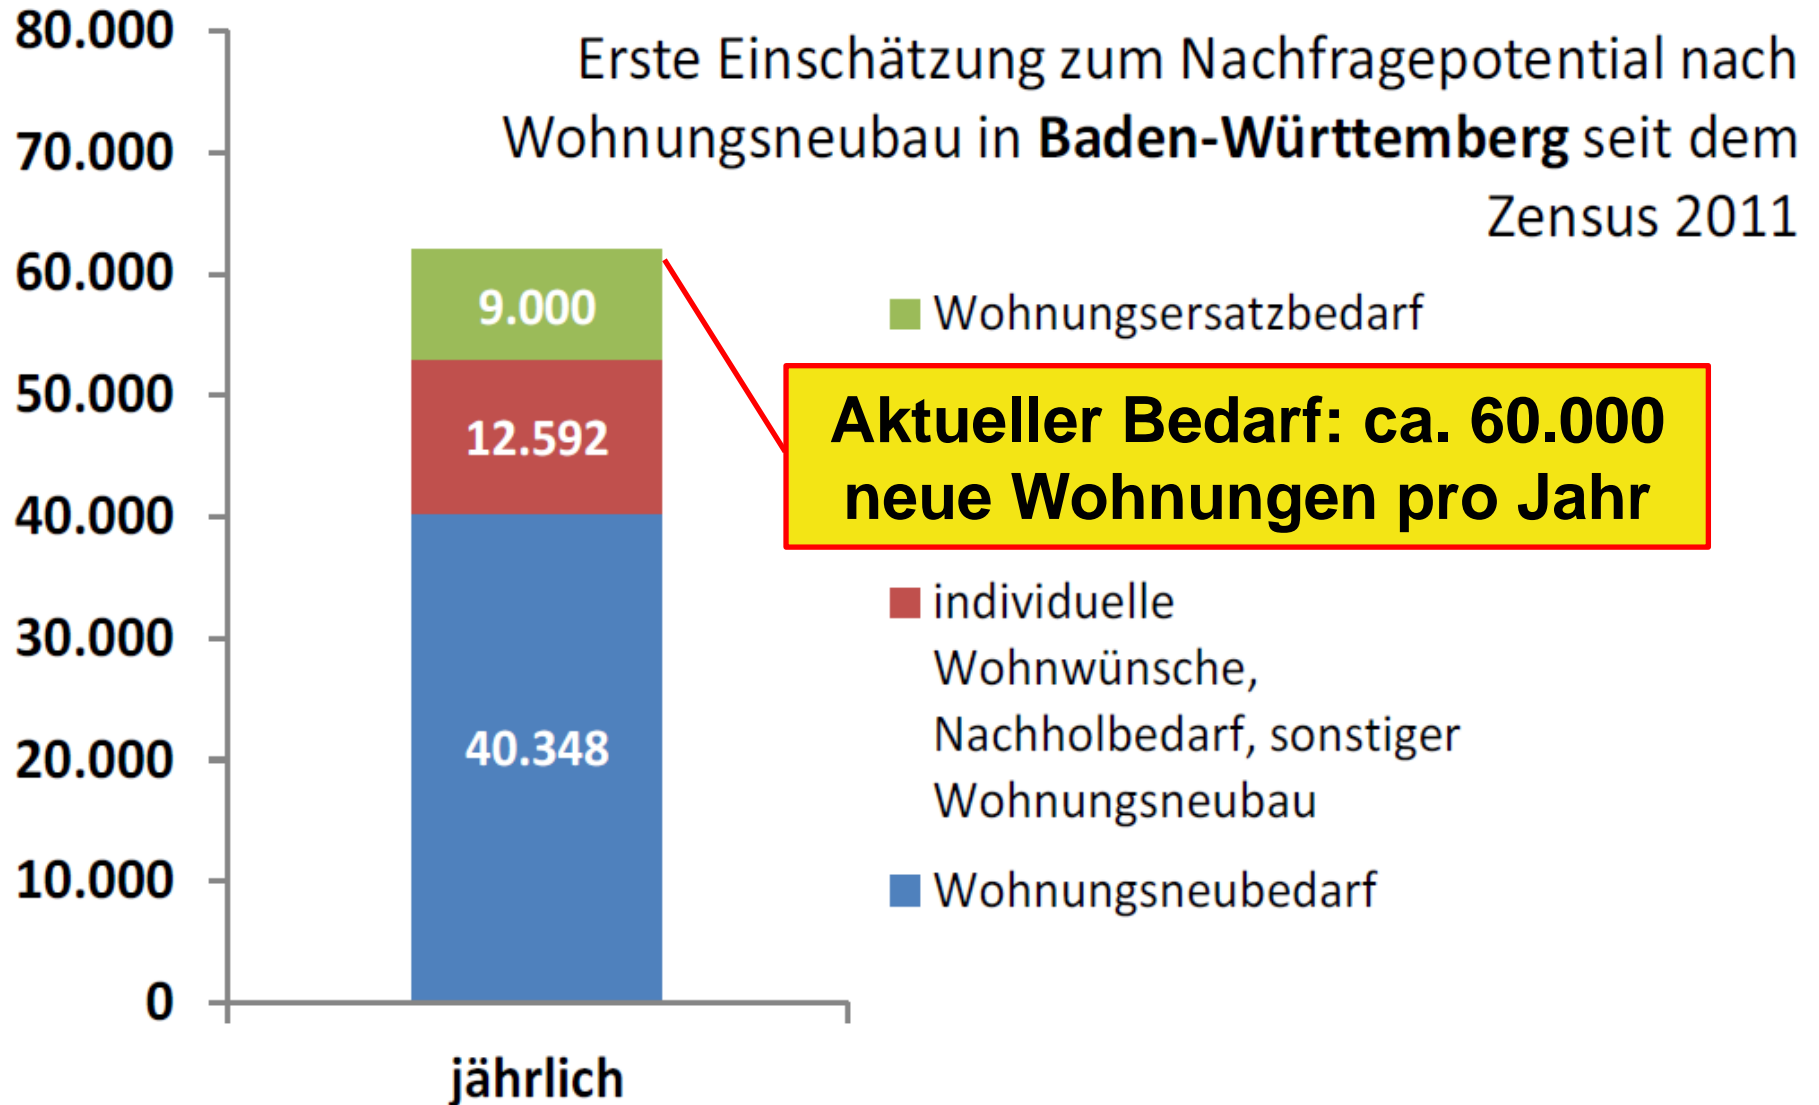 Erste Einschätzung zum Nachfragepotential nach
Wohnungsneubau in Baden-Württemberg seit dem
Zensus 2011
80.000
70.000
60.000
50.000
40.000
30.000
20.000
10.000
0
9.000
12.592
40.348
jährlich
Wohnungsersatzbedarf
Aktueller Bedarf: ca. 60.000
neue Wohnungen pro Jahr
individuelle
Wohnwünsche,
Nachholbedarf, sonstiger
Wohnungsneubau
Wohnungsneubedarf